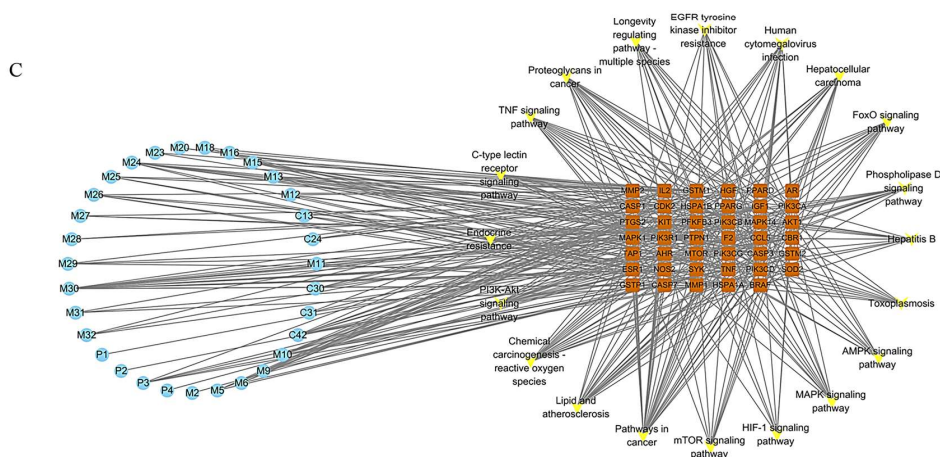 C
Longevity
regulating
pathway -
multiple species
EGFR tyrosine
kinase inhibitor
resistance
Human
cytomegalovirus
infection
Proteoglycans in
cancer
Hepatocellular
carcinoma
TNF signaling
pathway
FoxO signaling
pathway
C-type lectin
receptor
signaling
pathway
Phospholipase D
signaling
pathway
Endocrine
resistance
Hepatitis B
PI3K-Akt
signaling
pathway
Toxoplasmosis
Chemical
carcinogenesis -
reactive oxygen
species
AMPK signaling
pathway
Lipid and
atherosclerosis
MAPK signaling
pathway
Pathways in
cancer
mTOR signaling
pathway
HIF-1 signaling
pathway
M23 M20 M18 M16
M24 M15
M25 M13
M26 M12
M27 C13
M28 C24
M29 M11
M30 C30
M31 C31
M32 C42
P1 M10
P2 M9
P3 P4 M2 M5 M6
MMP2 IL2 GSTM1 HGF PPARD AR
CASP1 CDK2 HSPA1B PPARG IGF1 PIK3CA
PTGS2 KIT PFKFB3 PIK3CB MAPK14 AKT1
MAPK1 PIK3R1 PTPN1 F2 CCL5 CBR1
TAP1 AHR MTOR PIK3CG CASP3 GSTM2
ESR1 NOS2 SYK TNF PIK3CD SOD2
GSTP1 CASP7 MMP1 HSPA1A BRAF